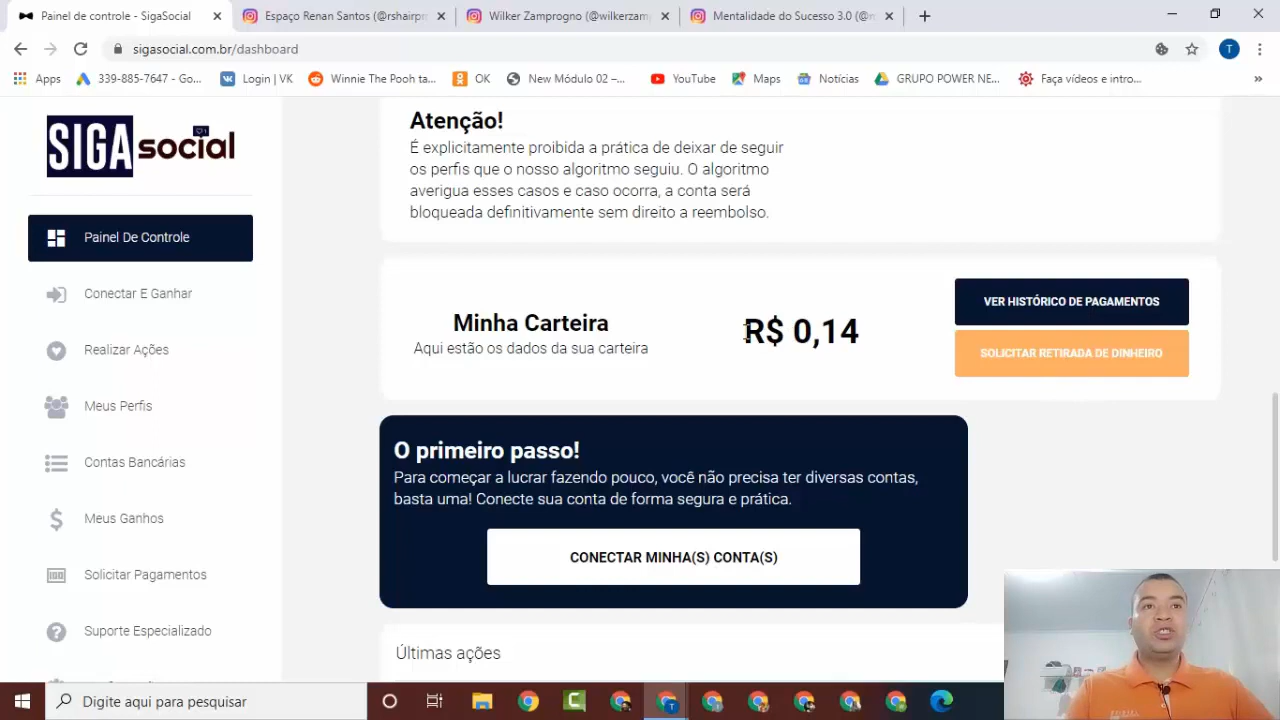 Painel de controle - SigaSocial
Espaço Renan Santos (@rshairpr
Wilker Zamprogno (@wilkerzam
Mentalidade do Sucesso 3.0 (@m
sigasocial.com.br/dashboard
T
Apps
339-885-7647 - Go...
Login | VK
Winnie The Pooh ta...
OK
New Módulo 02 –...
YouTube
Maps
Notícias
GRUPO POWER NE...
Faça vídeos e intro...
»
SIGA social
Painel De Controle
Conectar E Ganhar
Realizar Ações
Meus Perfis
Contas Bancárias
Meus Ganhos
Solicitar Pagamentos
Suporte Especializado
Atenção!
É explicitamente proibida a prática de deixar de seguir
os perfis que o nosso algoritmo seguiu. O algoritmo
averigua esses casos e caso ocorra, a conta será
bloqueada definitivamente sem direito a reembolso.
Minha Carteira
Aqui estão os dados da sua carteira
R$ 0,14
VER HISTÓRICO DE PAGAMENTOS
SOLICITAR RETIRADA DE DINHEIRO
O primeiro passo!
Para começar a lucrar fazendo pouco, você não precisa ter diversas contas,
basta uma! Conecte sua conta de forma segura e prática.
CONECTAR MINHA(S) CONTA(S)
Últimas ações
Digite aqui para pesquisar